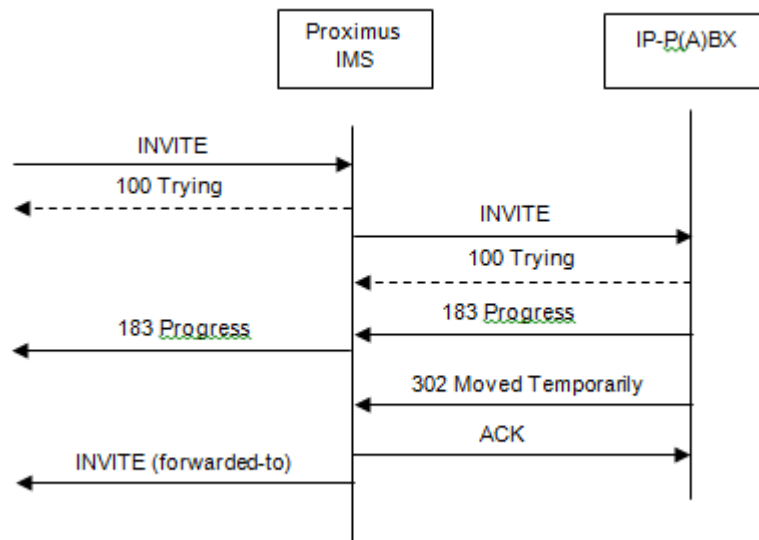 Proximus
IMS
IP-P(A)BX
INVITE
100 Trying
INVITE
100 Trying
183 Progress
183 Progress
302 Moved Temporarily
ACK
INVITE (forwarded-to)